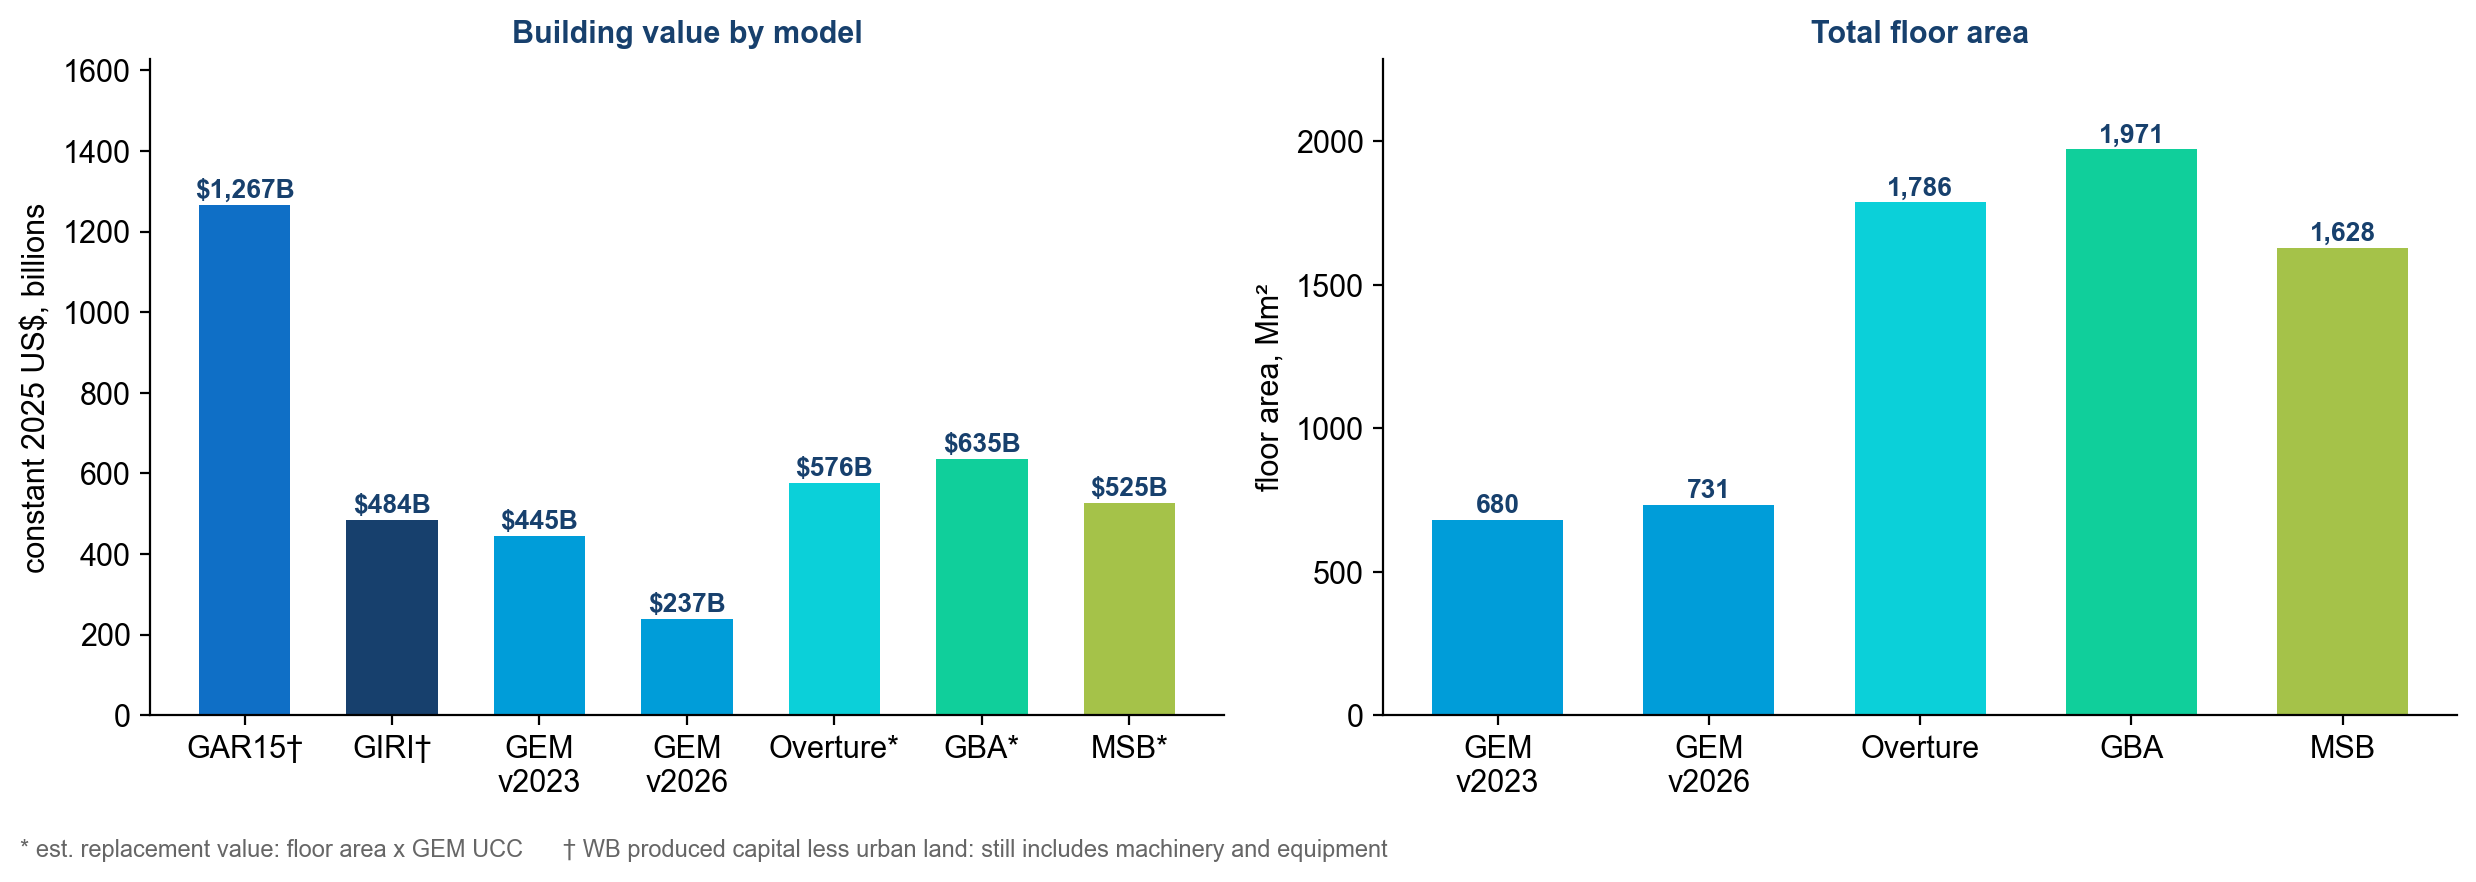 Building value by model
constant 2025 US$, billions
1600
1400
1200
1000
800
600
400
200
0
$1,267B
$484B
$445B
$237B
$576B
$635B
$525B
GAR15†
GIRI†
GEM
v2023
GEM
v2026
Overture*
GBA*
MSB*
Total floor area
floor area, Mm²
2000
1500
1000
500
0
680
731
1,786
1,971
1,628
GEM
v2023
GEM
v2026
Overture
GBA
MSB
* est. replacement value: floor area x GEM UCC † WB produced capital less urban land: still includes machinery and equipment